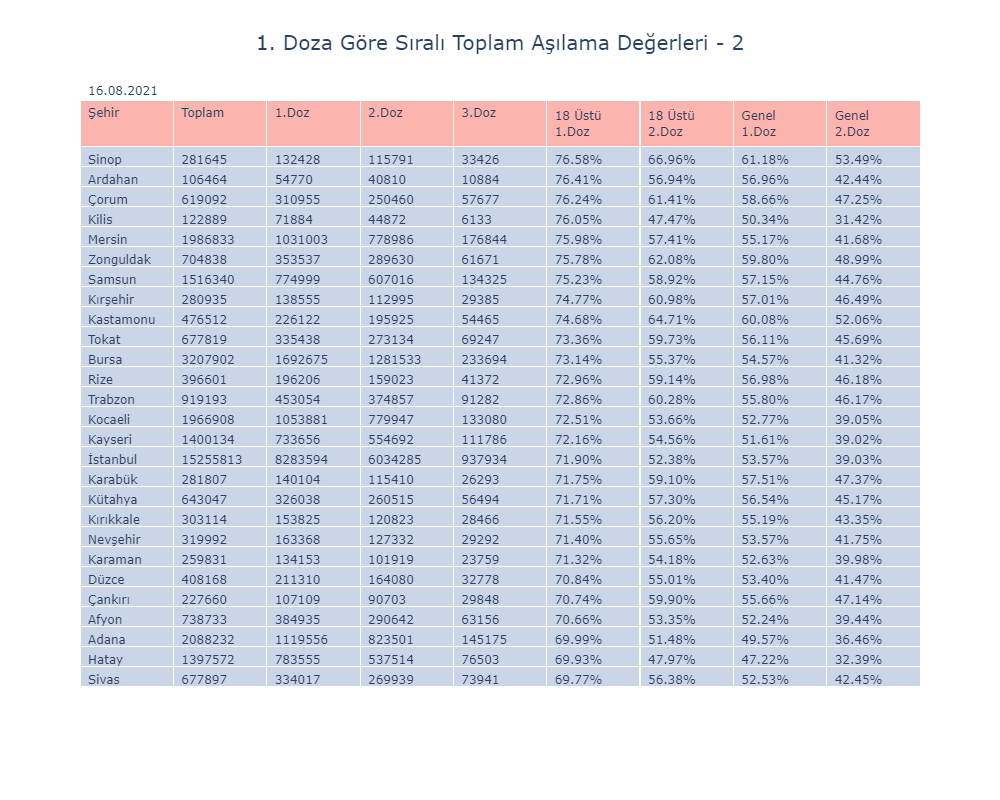 1. Doza Göre Sıralı Toplam Aşılama Değerleri - 2
16.08.2021
Şehir Toplam 1.Doz 2.Doz 3.Doz 18 Üstü 1.Doz 18 Üstü 2.Doz Genel 1.Doz Genel 2.Doz
Sinop 281645 132428 115791 33426 76.58% 66.96% 61.18% 53.49%
Ardahan 106464 54770 40810 10884 76.41% 56.94% 56.96% 42.44%
Çorum 619092 310955 250460 57677 76.24% 61.41% 58.66% 47.25%
Kilis 122889 71884 44872 6133 76.05% 47.47% 50.34% 31.42%
Mersin 1986833 1031003 778986 176844 75.98% 57.41% 55.17% 41.68%
Zonguldak 704838 353537 289630 61671 75.78% 62.08% 59.80% 48.99%
Samsun 1516340 774999 607016 134325 75.23% 58.92% 57.15% 44.76%
Kırşehir 280935 138555 112995 29385 74.77% 60.98% 57.01% 46.49%
Kastamonu 476512 226122 195925 54465 74.68% 64.71% 60.08% 52.06%
Tokat 677819 335438 273134 69247 73.36% 59.73% 56.11% 45.69%
Bursa 3207902 1692675 1281533 233694 73.14% 55.37% 54.57% 41.32%
Rize 396601 196206 159023 41372 72.96% 59.14% 56.98% 46.18%
Trabzon 919193 453054 374857 91282 72.86% 60.28% 55.80% 46.17%
Kocaeli 1966908 1053881 779947 133080 72.51% 53.66% 52.77% 39.05%
Kayseri 1400134 733656 554692 111786 72.16% 54.56% 51.61% 39.02%
İstanbul 15255813 8283594 6034285 937934 71.90% 52.38% 53.57% 39.03%
Karabük 281807 140104 115410 26293 71.75% 59.10% 57.51% 47.37%
Kütahya 643047 326038 260515 56494 71.71% 57.30% 56.54% 45.17%
Kırıkkale 303114 153825 120823 28466 71.55% 56.20% 55.19% 43.35%
Nevşehir 319992 163368 127332 29292 71.40% 55.65% 53.57% 41.75%
Karaman 259831 134153 101919 23759 71.32% 54.18% 52.63% 39.98%
Düzce 408168 211310 164080 32778 70.84% 55.01% 53.40% 41.47%
Çankırı 227660 107109 90703 29848 70.74% 59.90% 55.66% 47.14%
Afyon 738733 384935 290642 63156 70.66% 53.35% 52.24% 39.44%
Adana 2088232 1119556 823501 145175 69.99% 51.48% 49.57% 36.46%
Hatay 1397572 783555 537514 76503 69.93% 47.97% 47.22% 32.39%
Sivas 677897 334017 269939 73941 69.77% 56.38% 52.53% 42.45%